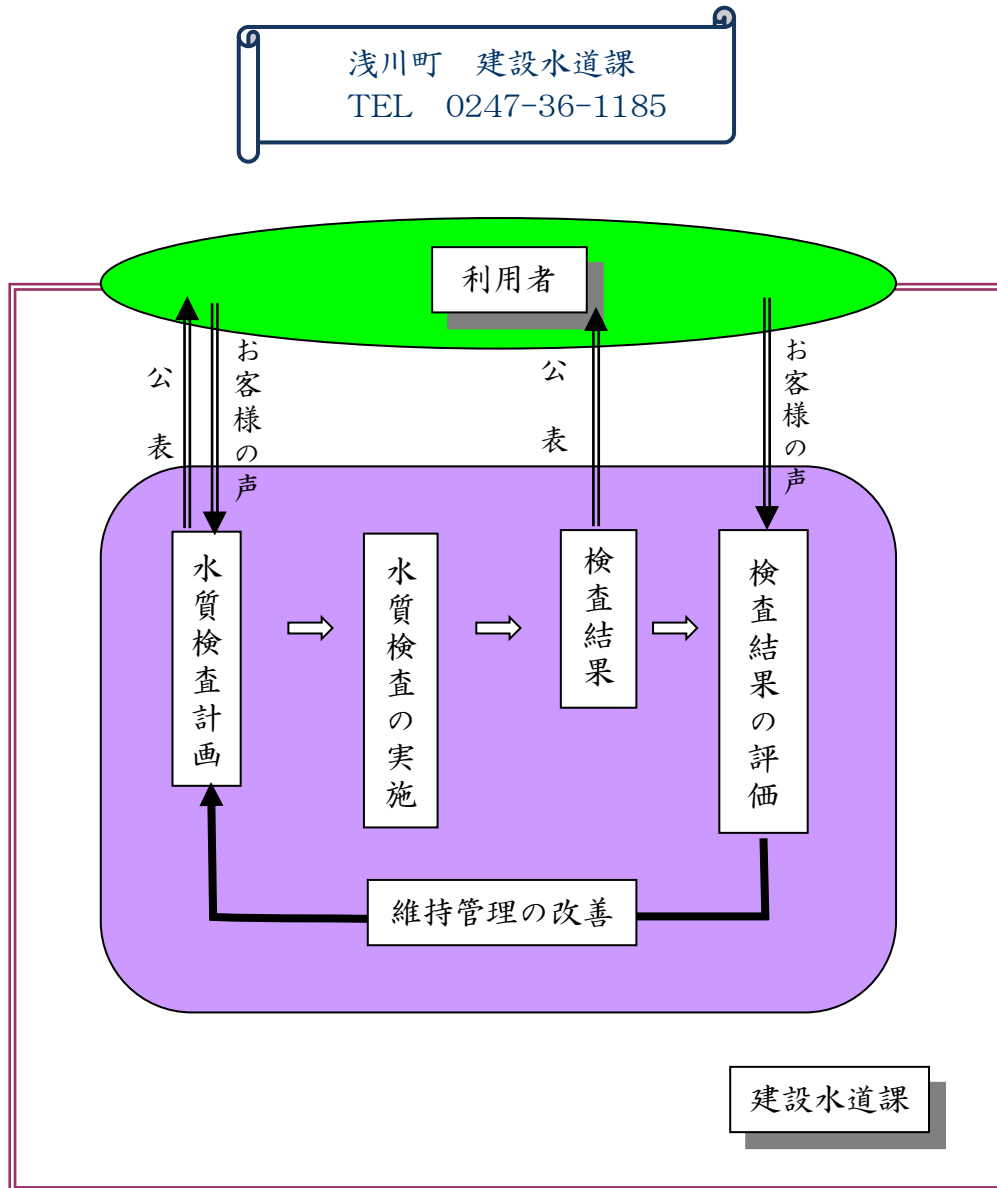 浅川町　建設水道課
TEL　0247-36-1185
利用者
公表
お客様の声
公表
お客様の声
水質検査計画
水質検査の実施
検査結果
検査結果の評価
維持管理の改善
建設水道課